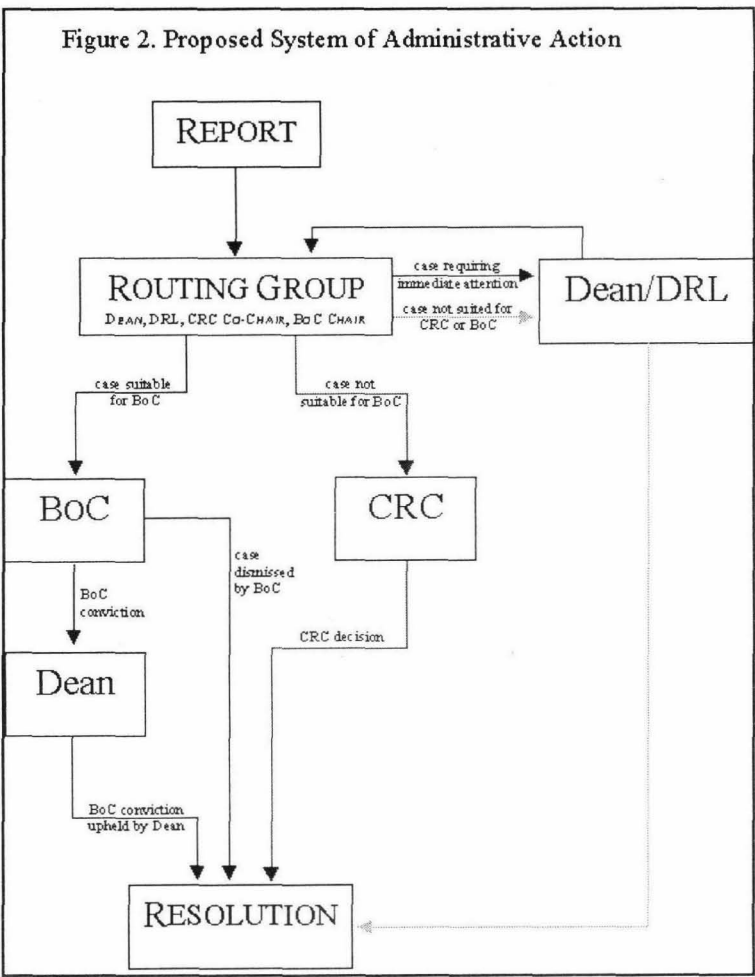 Figure 2. Proposed System of Administrative Action
REPORT
ROUTING GROUP
DEAN, DRL, CRC CO-CHAIR, BOC CHAIR
case requiring
immediate attention
case not suited for
CRC or BoC
Dean/DRL
case suitable
for BoC
case not
suitable for BoC
BOC
CRC
case
dismissed
by BoC
BoC
conviction
CRC decision
Dean
BoC conviction
upheld by Dean
RESOLUTION